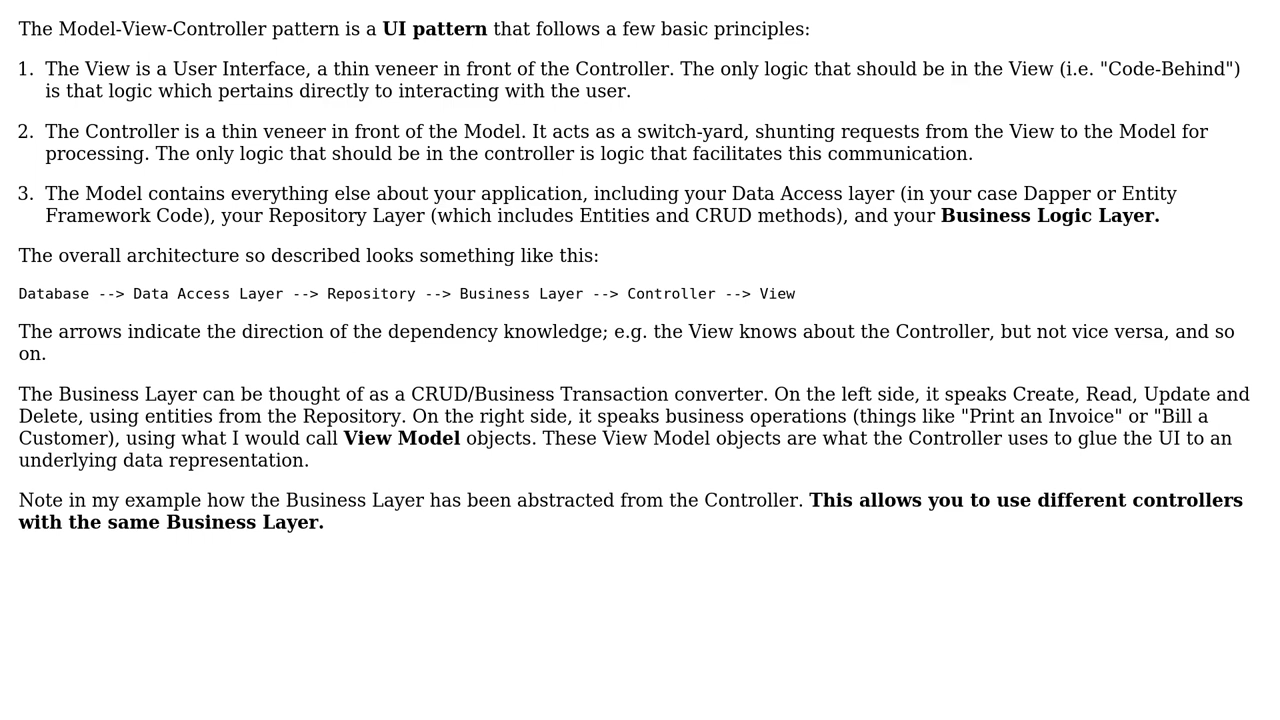 The Model-View-Controller pattern is a UI pattern that follows a few basic principles:
1. The View is a User Interface, a thin veneer in front of the Controller. The only logic that should be in the View (i.e. "Code-Behind")
is that logic which pertains directly to interacting with the user.
2. The Controller is a thin veneer in front of the Model. It acts as a switch-yard, shunting requests from the View to the Model for
processing. The only logic that should be in the controller is logic that facilitates this communication.
3. The Model contains everything else about your application, including your Data Access layer (in your case Dapper or Entity
Framework Code), your Repository Layer (which includes Entities and CRUD methods), and your Business Logic Layer.
The overall architecture so described looks something like this:
Database --> Data Access Layer --> Repository --> Business Layer --> Controller --> View
The arrows indicate the direction of the dependency knowledge; e.g. the View knows about the Controller, but not vice versa, and so
on.
The Business Layer can be thought of as a CRUD/Business Transaction converter. On the left side, it speaks Create, Read, Update and
Delete, using entities from the Repository. On the right side, it speaks business operations (things like "Print an Invoice" or "Bill a
Customer), using what I would call View Model objects. These View Model objects are what the Controller uses to glue the UI to an
underlying data representation.
Note in my example how the Business Layer has been abstracted from the Controller. This allows you to use different controllers
with the same Business Layer.